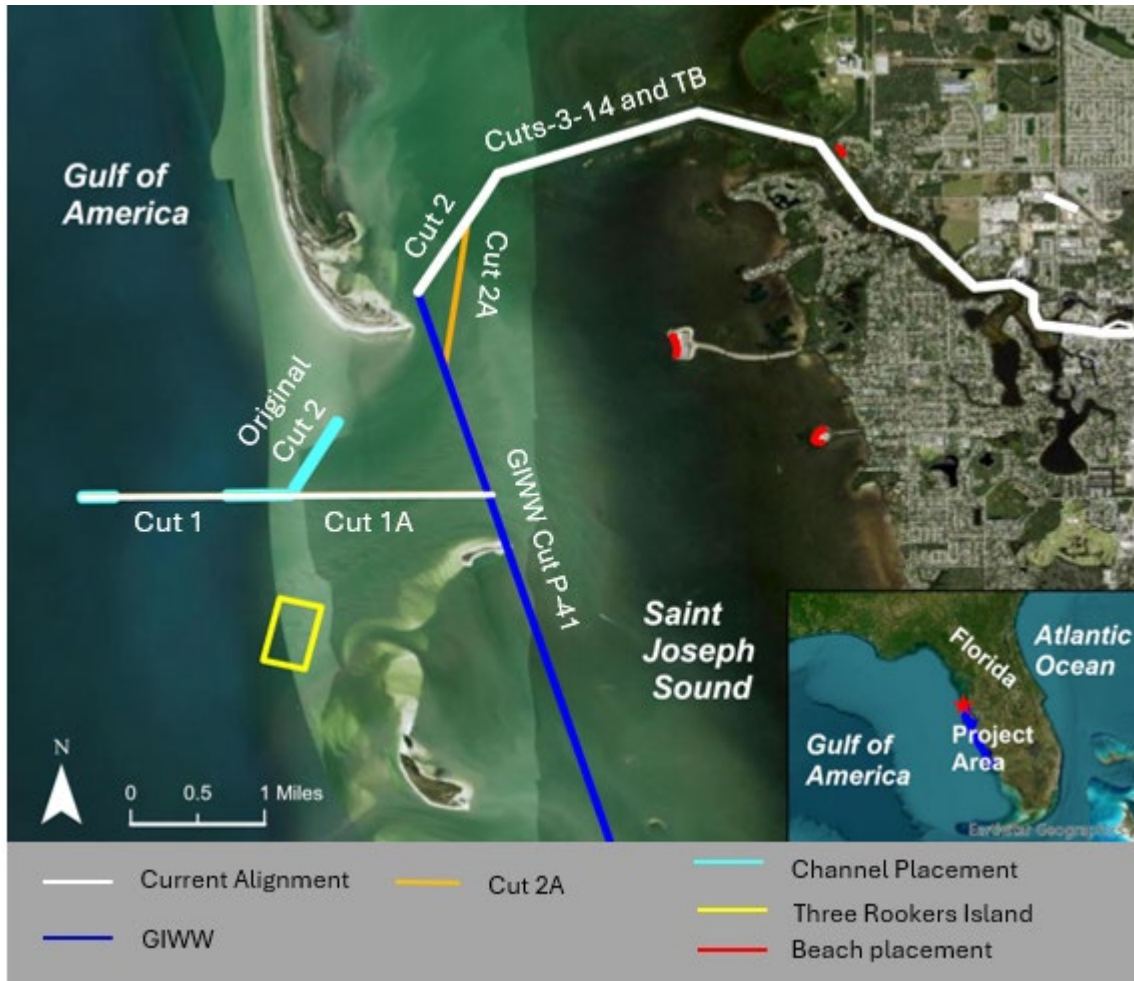 Gulf of
America
Cuts-3-14 and TB
Cut 2
Cut 2A
Original
Cut 2
Cut 1
Cut 1A
GIWW Cut P-41
Saint
Joseph
Sound
N
0 0.5 1 Miles
Florida
Atlantic
Ocean
Project
Area
Gulf of
America
Earthstar Geographics
Current Alignment
Cut 2A
Channel Placement
GIWW
Three Rookers Island
Beach placement